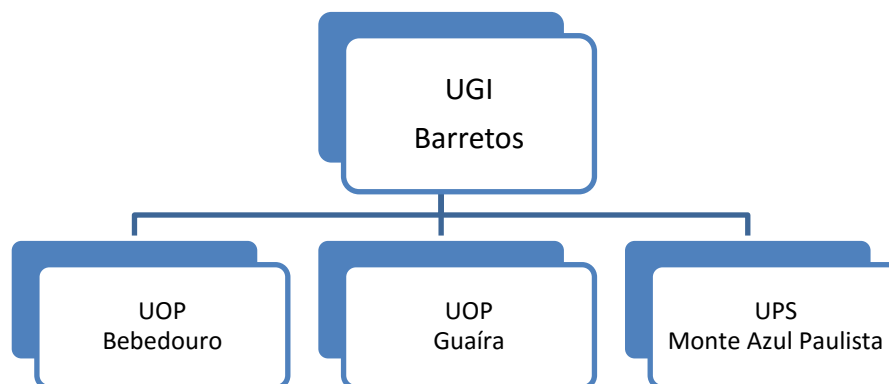 UGI
Barretos
UOP
Bebedouro
UOP
Guaíra
UPS
Monte Azul Paulista